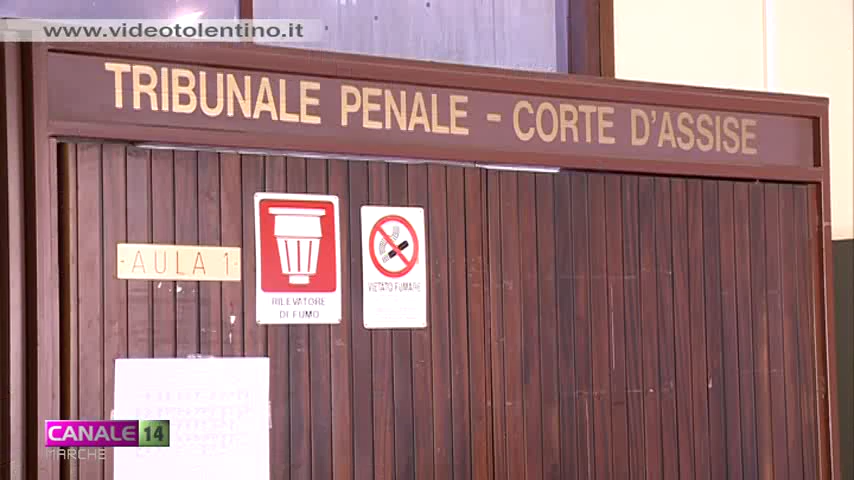 www.videotolentino.it
TRIBUNALE PENALE - CORTE D'ASSISE
-AULA 1-
RILEVATORE
DI FUMO
VIETATO FUMARE
CANALE 14
MARCHE